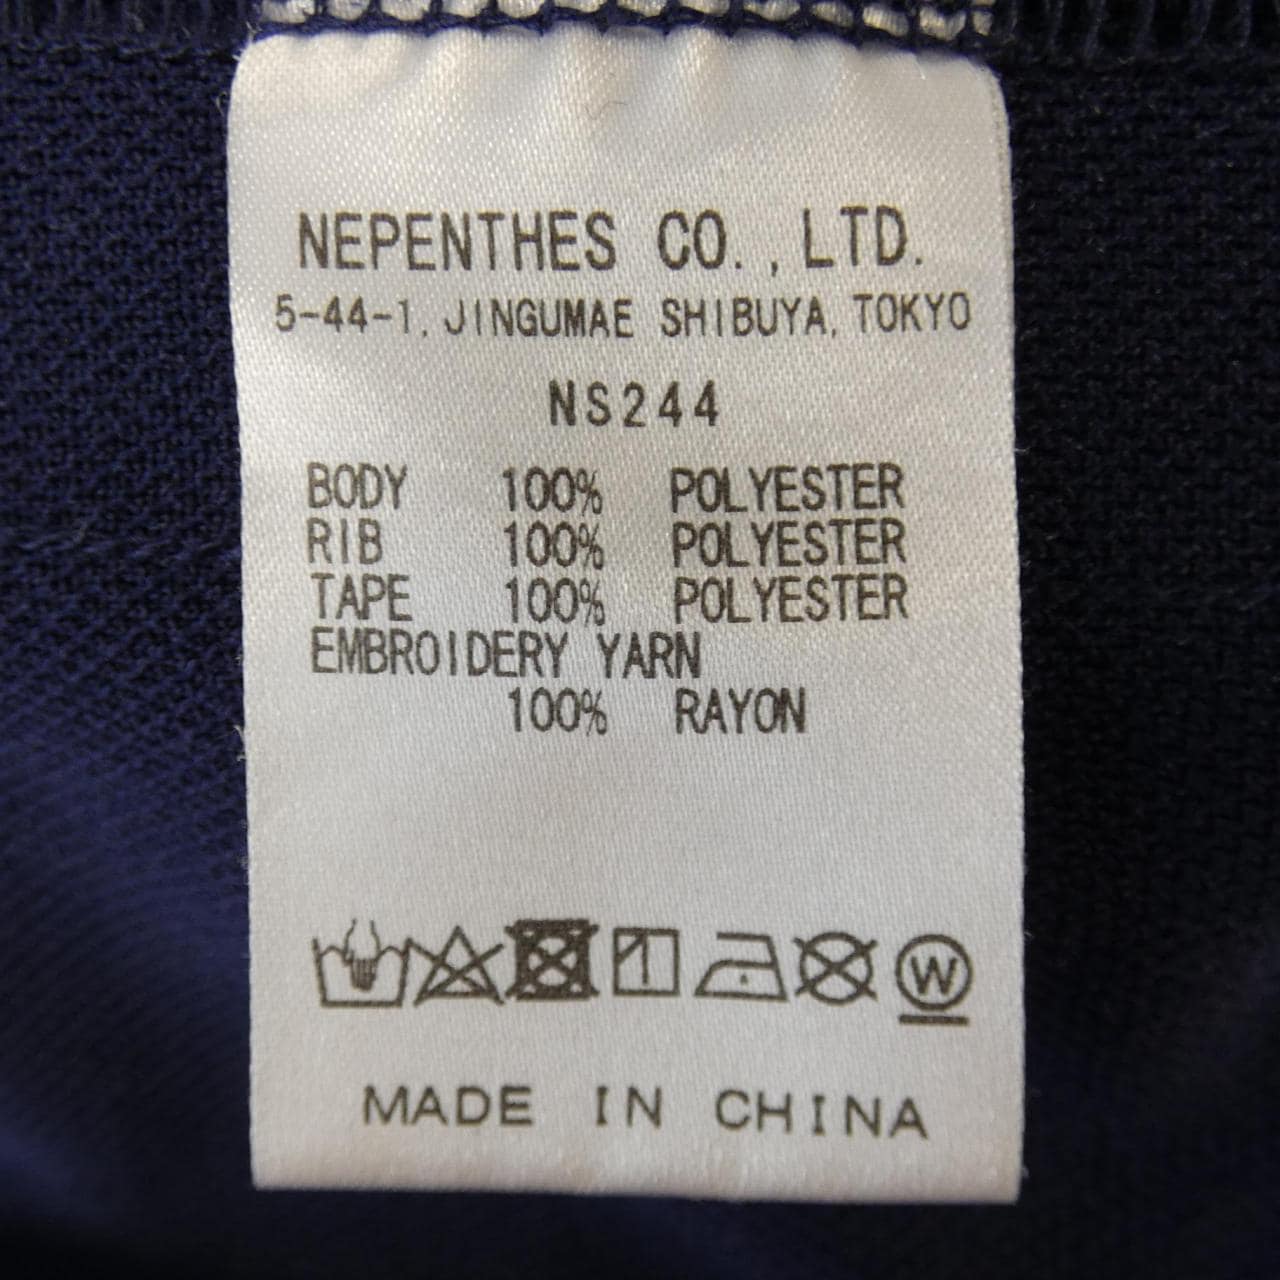 NEPENTHES CO., LTD.
5-44-1, JINGUMAE SHIBUYA, TOKYO
NS244
BODY 100% POLYESTER
RIB 100% POLYESTER
TAPE 100% POLYESTER
EMBROIDERY YARN
100% RAYON
W
MADE IN CHINA